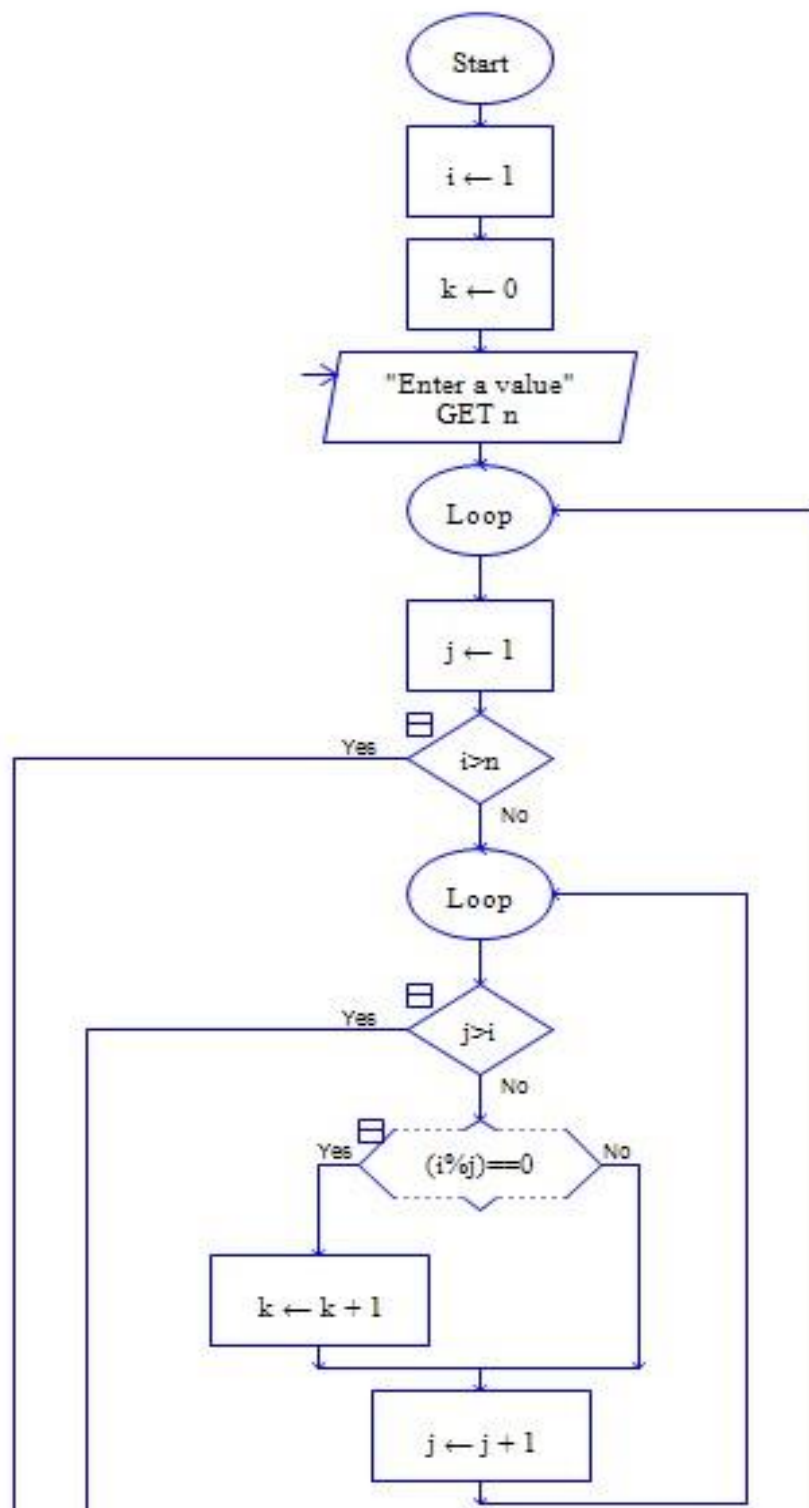 Start
i ← 1
k ← 0
"Enter a value"
GET n
Loop
j ← 1
Yes
i>n
No
Loop
Yes
j>i
No
Yes
(i%j)==0
No
k ← k + 1
j ← j + 1